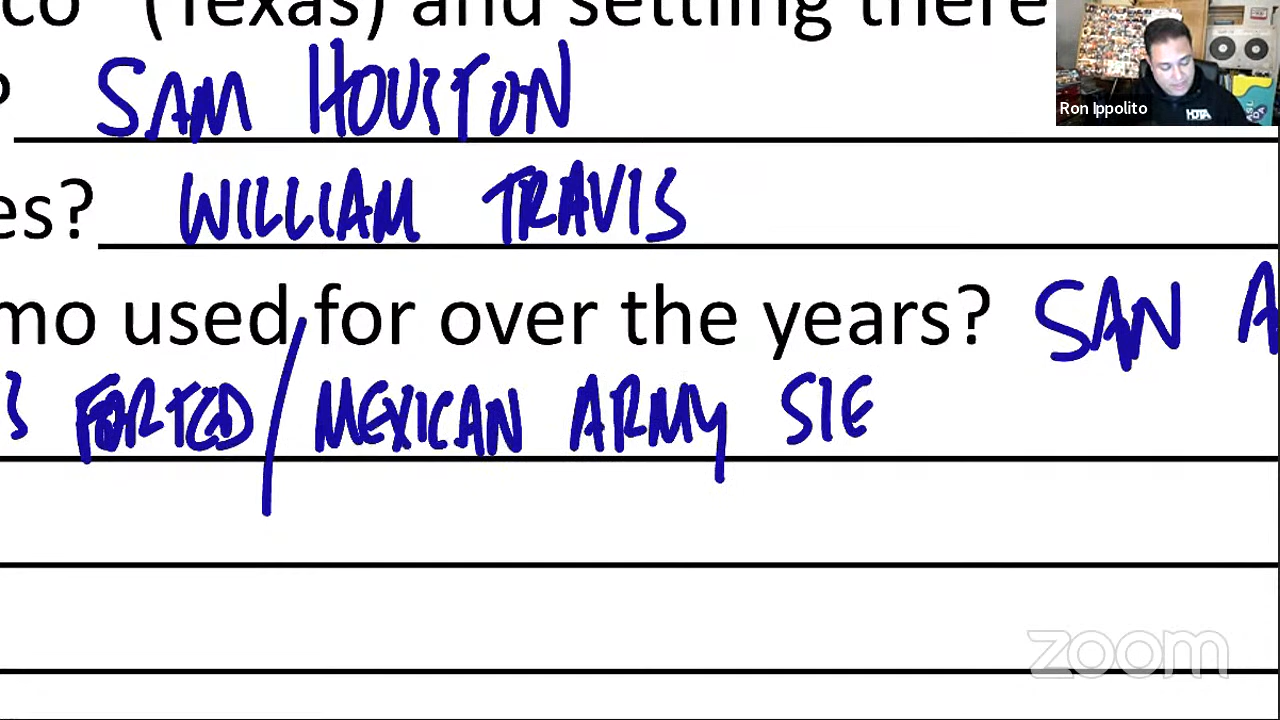 co" (Texas) and settling there
? SAM HOUSTON
Ron Ippolito
es? WILLIAM TRAVIS
mo used for over the years? SAN A
FORTED / MEXICAN ARMY SIE
zoom